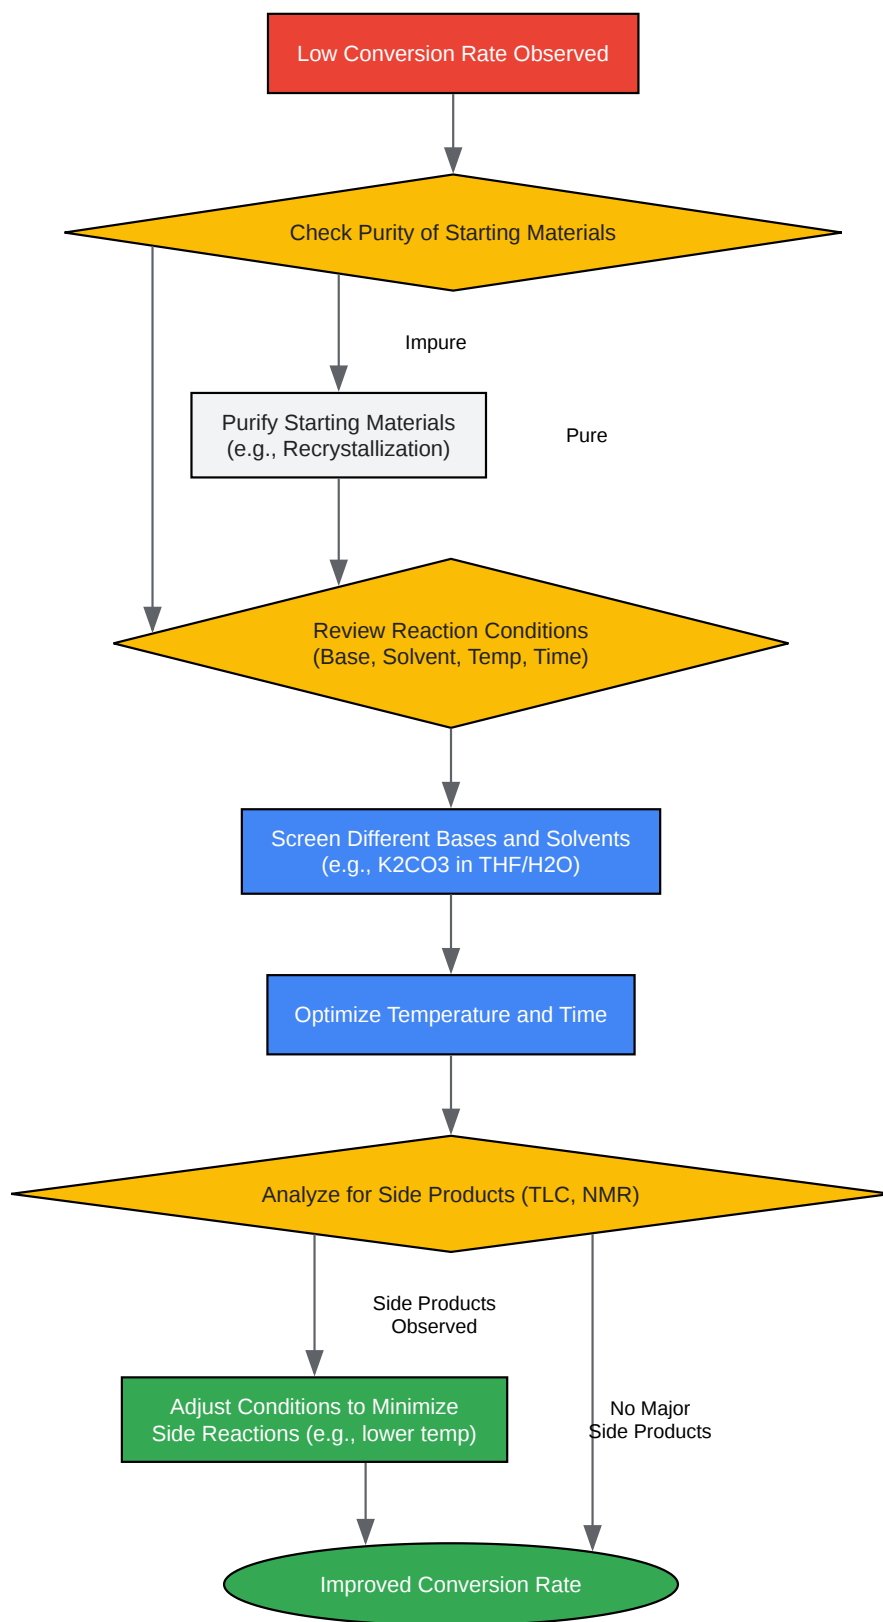 Low Conversion Rate Observed
Check Purity of Starting Materials
Impure
Purify Starting Materials
(e.g., Recrystallization)
Pure
Review Reaction Conditions
(Base, Solvent, Temp, Time)
Screen Different Bases and Solvents
(e.g., K2CO3 in THF/H2O)
Optimize Temperature and Time
Analyze for Side Products (TLC, NMR)
Side Products
Observed
Adjust Conditions to Minimize
Side Reactions (e.g., lower temp)
No Major
Side Products
Improved Conversion Rate